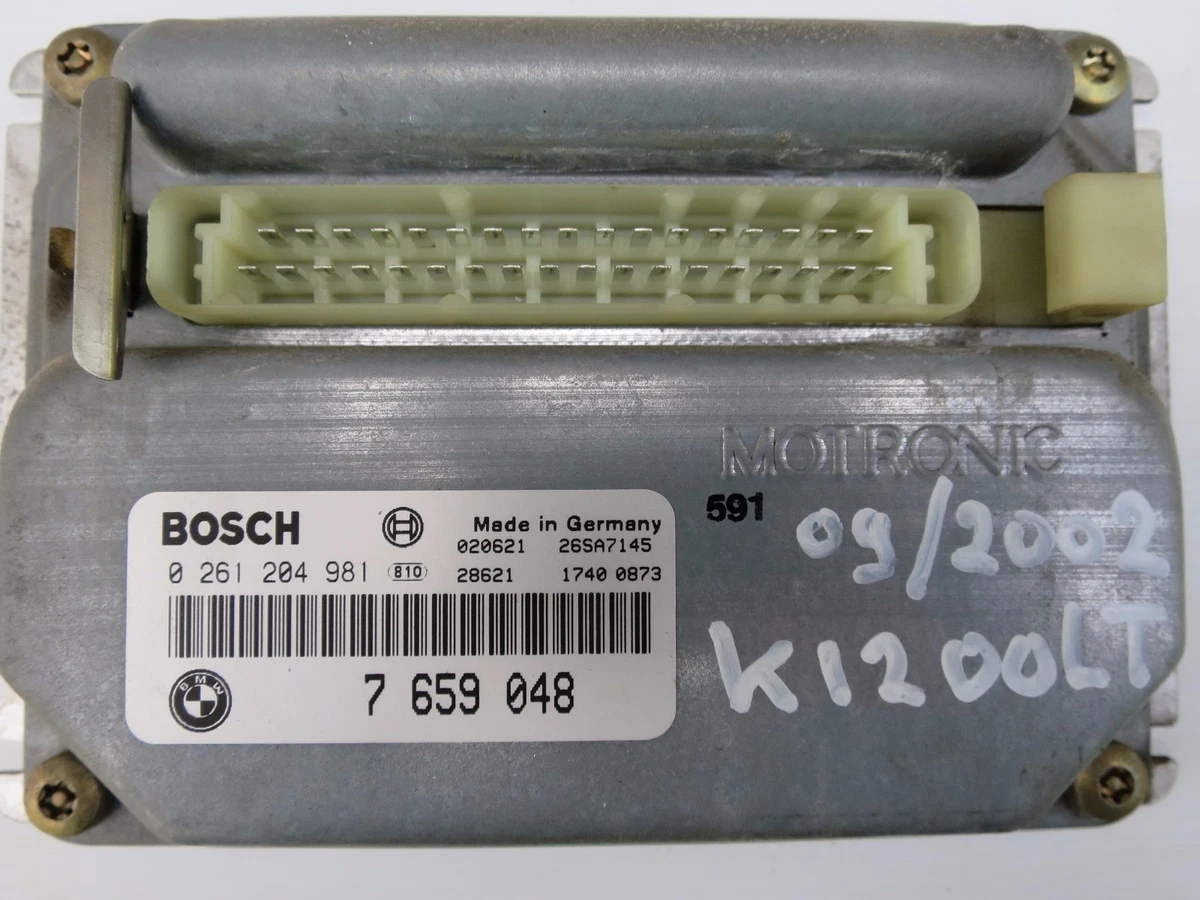 MOTRONIC
591
09/2002
K1200LT
BOSCH
Made in Germany
020621 26SA7145
0 261 204 981 810 28621 1740 0873
BMW
7 659 048